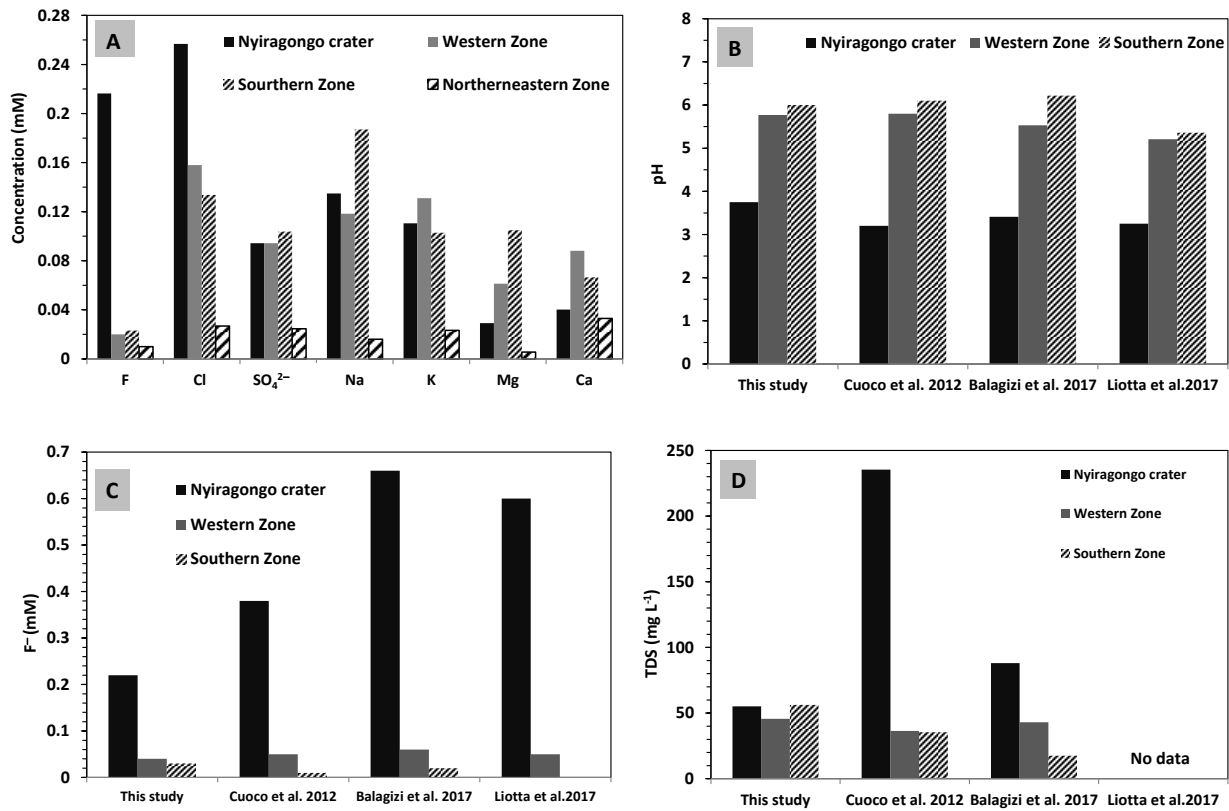 A
Nyiragongo crater
Western Zone
Sourthern Zone
Northerneastern Zone
Concentration (mM)
0.28
0.24
0.2
0.16
0.12
0.08
0.04
0
F Cl SO₄²⁻ Na K Mg Ca
B
Nyiragongo crater Western Zone Southern Zone
pH
8
7
6
5
4
3
2
1
0
This study Cuoco et al. 2012 Balagizi et al. 2017 Liotta et al.2017
C
Nyiragongo crater
Western Zone
Southern Zone
F⁻ (mM)
0.7
0.6
0.5
0.4
0.3
0.2
0.1
0
This study Cuoco et al. 2012 Balagizi et al. 2017 Liotta et al.2017
D
Nyiragongo crater
Western Zone
Southern Zone
TDS (mg L⁻¹)
250
200
150
100
50
0
No data
This study Cuoco et al. 2012 Balagizi et al. 2017 Liotta et al.2017